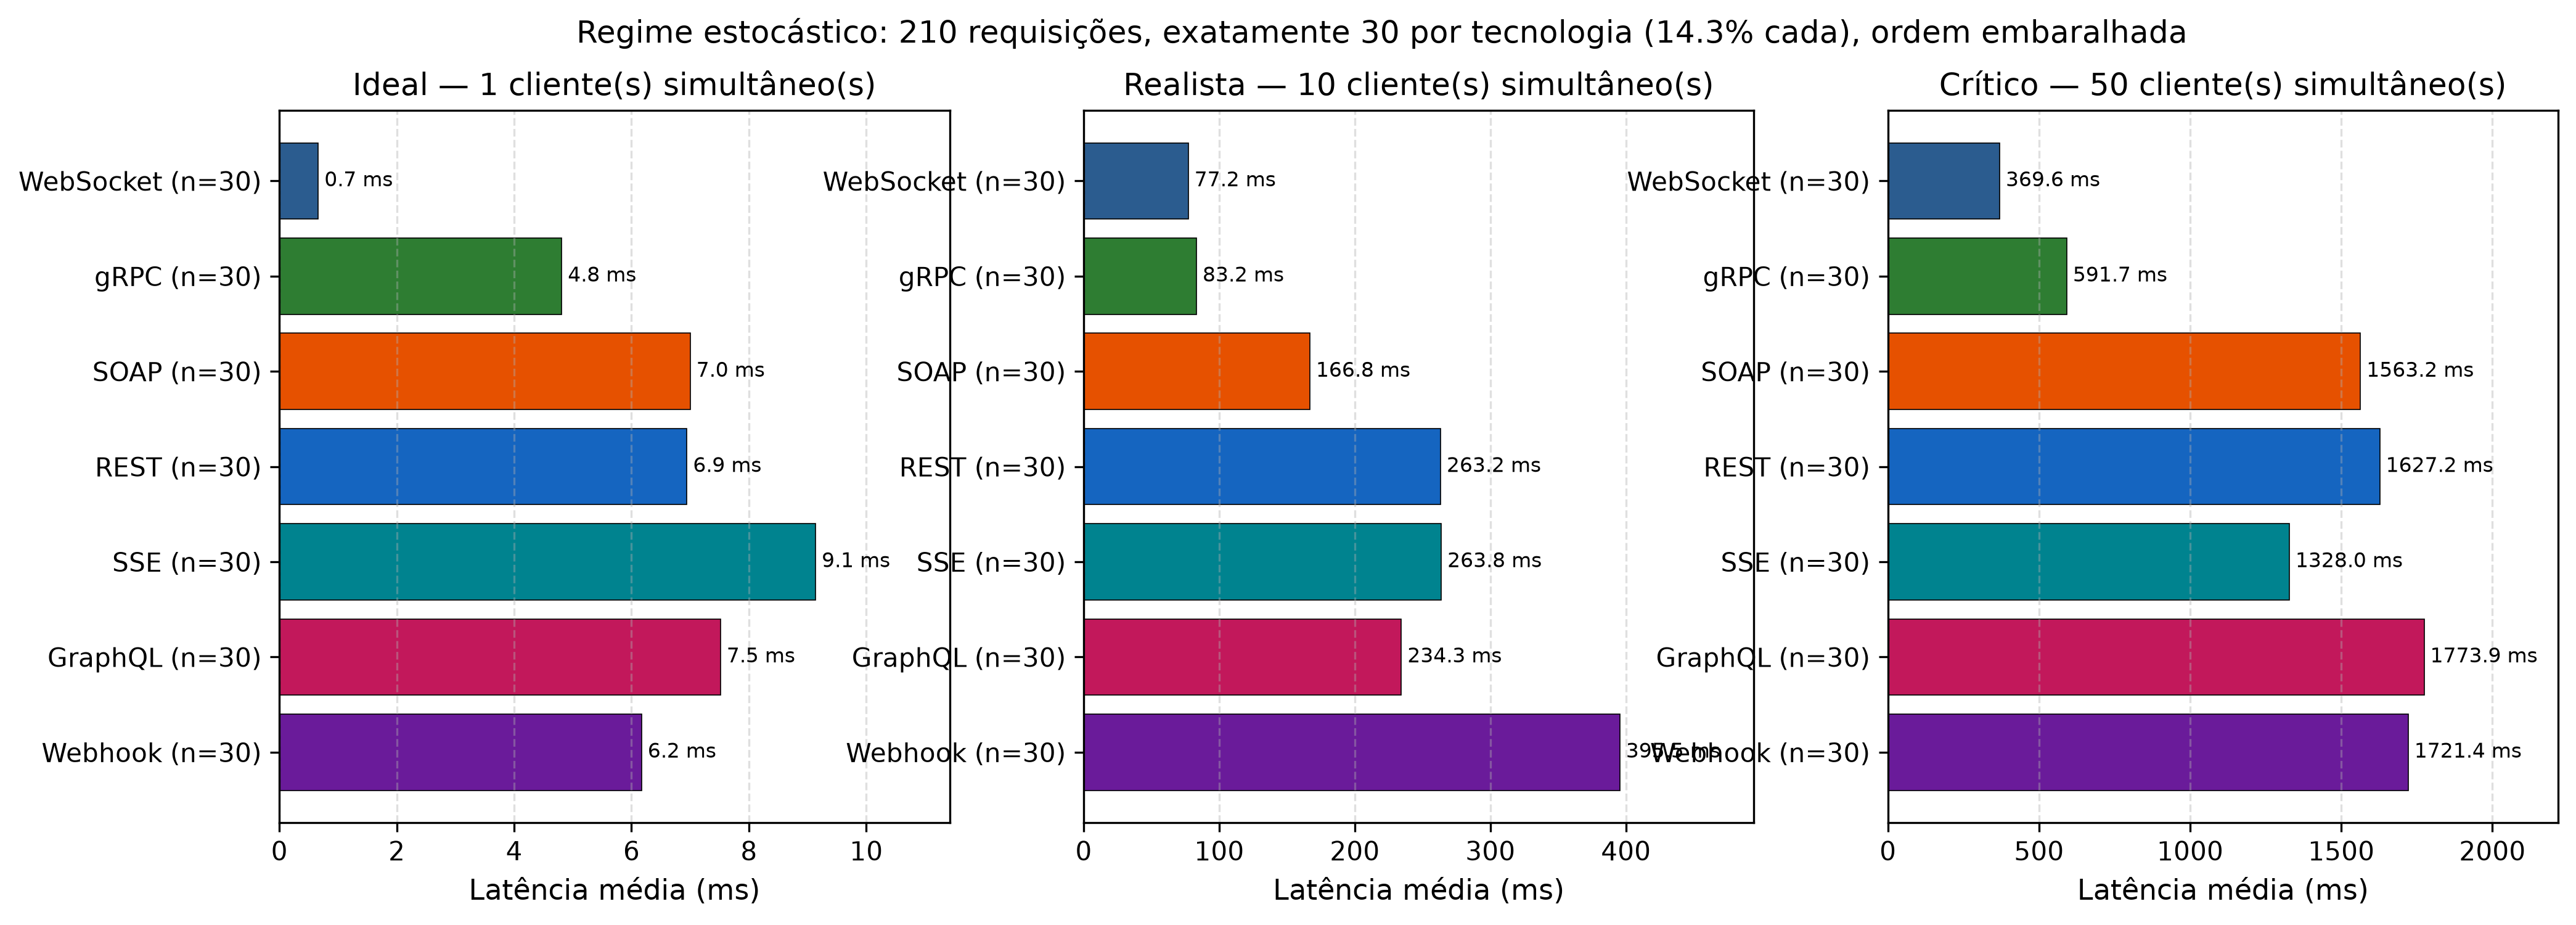 Regime estocástico: 210 requisições, exatamente 30 por tecnologia (14.3% cada), ordem embaralhada
Ideal — 1 cliente(s) simultâneo(s)
WebSocket (n=30)
0.7 ms
gRPC (n=30)
4.8 ms
SOAP (n=30)
7.0 ms
REST (n=30)
6.9 ms
SSE (n=30)
9.1 ms
GraphQL (n=30)
7.5 ms
Webhook (n=30)
6.2 ms
0 2 4 6 8 10
Latência média (ms)
Realista — 10 cliente(s) simultâneo(s)
WebSocket (n=30)
77.2 ms
gRPC (n=30)
83.2 ms
SOAP (n=30)
166.8 ms
REST (n=30)
263.2 ms
SSE (n=30)
263.8 ms
GraphQL (n=30)
234.3 ms
Webhook (n=30)
395.5 ms
0 100 200 300 400
Latência média (ms)
Crítico — 50 cliente(s) simultâneo(s)
WebSocket (n=30)
369.6 ms
gRPC (n=30)
591.7 ms
SOAP (n=30)
1563.2 ms
REST (n=30)
1627.2 ms
SSE (n=30)
1328.0 ms
GraphQL (n=30)
1773.9 ms
Webhook (n=30)
1721.4 ms
0 500 1000 1500 2000
Latência média (ms)